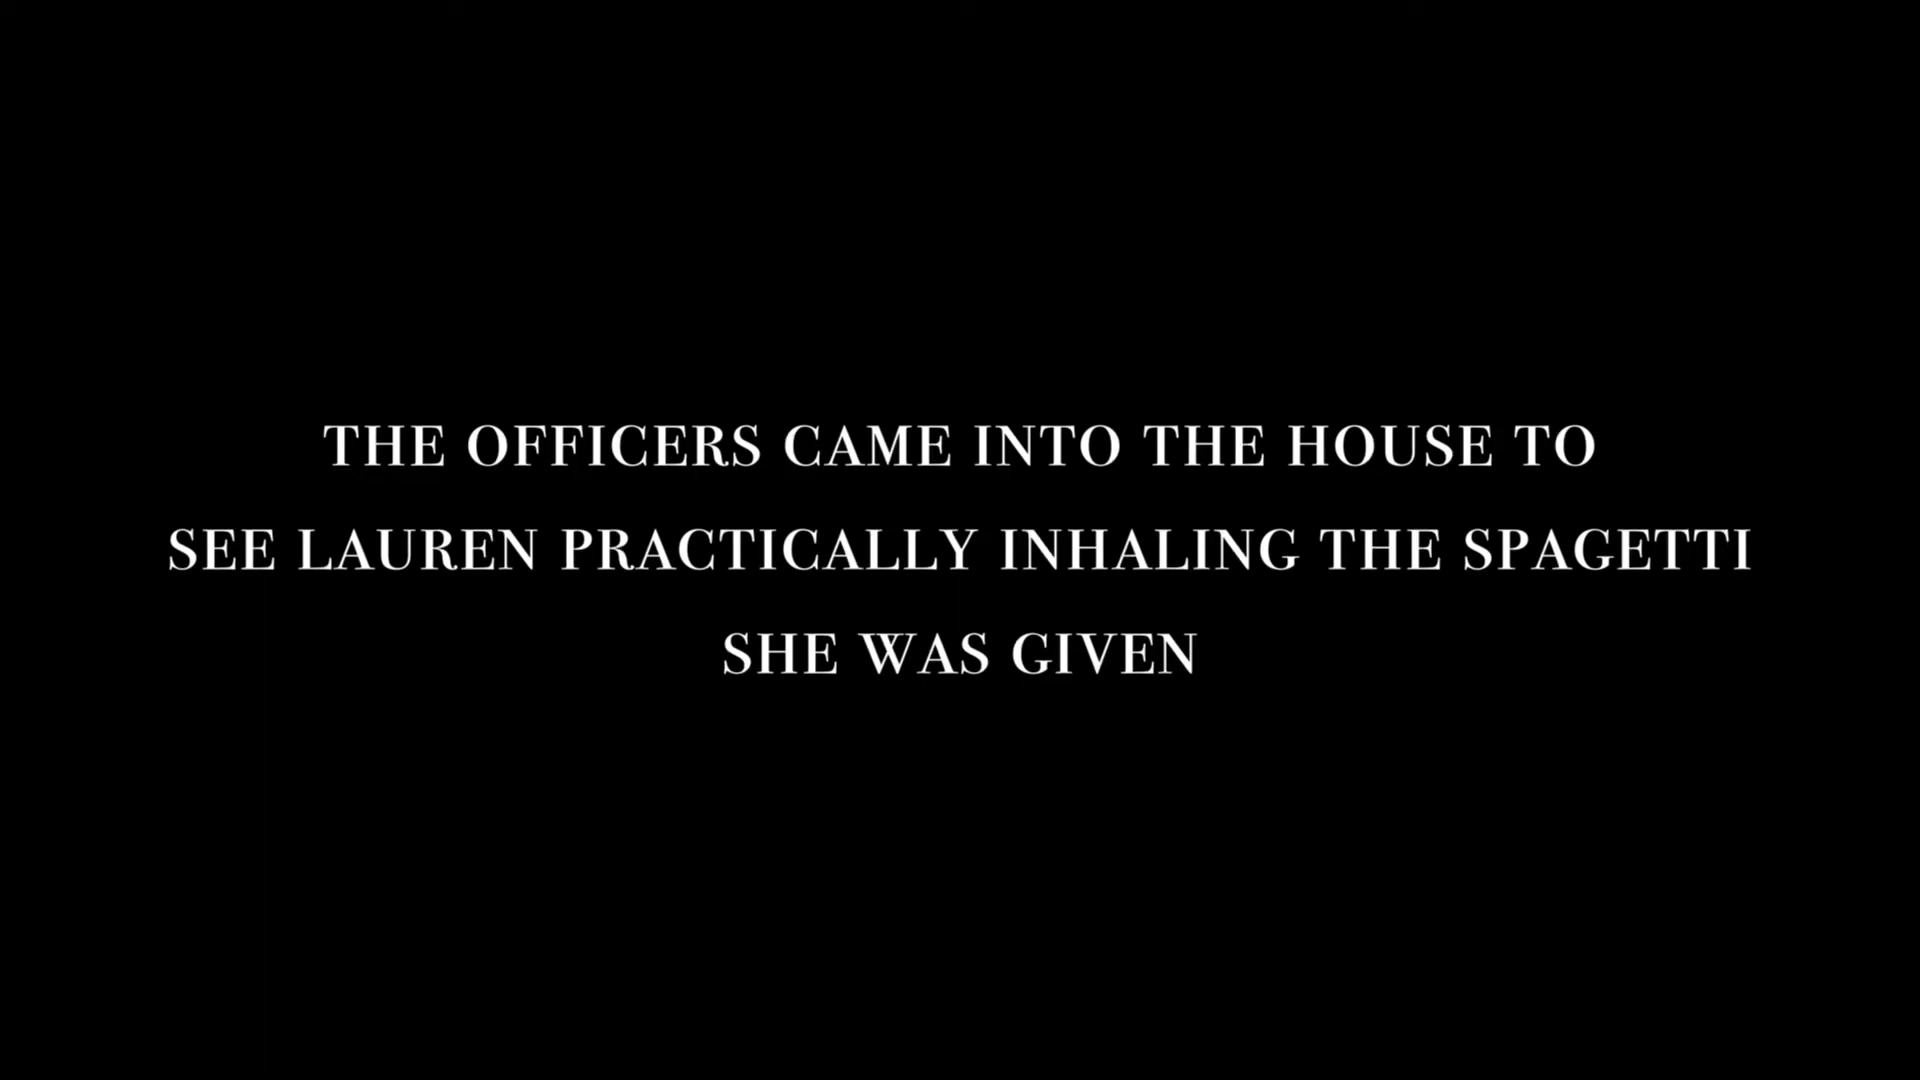 THE OFFICERS CAME INTO THE HOUSE TO
SEE LAUREN PRACTICALLY INHALING THE SPAGETTI
SHE WAS GIVEN